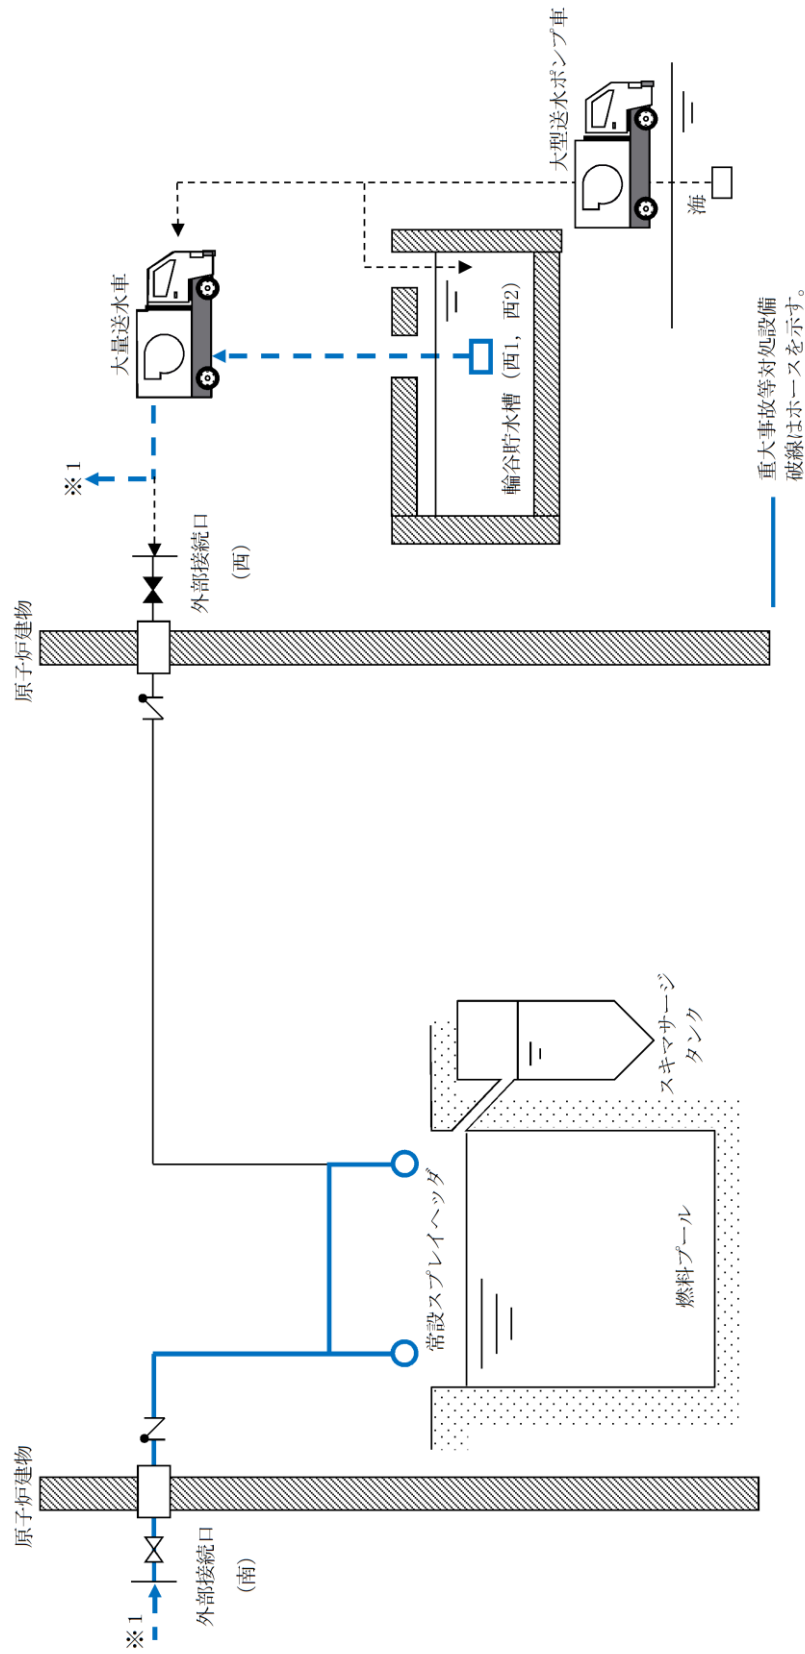 原子炉建物
※1
外部接続口
(南)
常設スプレイヘッダ
燃料プール
スキマサージ
タンク
原子炉建物
外部接続口
(西)
※1
大量送水車
輪谷貯水槽(西1,西2)
大型送水ポンプ車
海
重大事故等対処設備
破線はホースを示す。